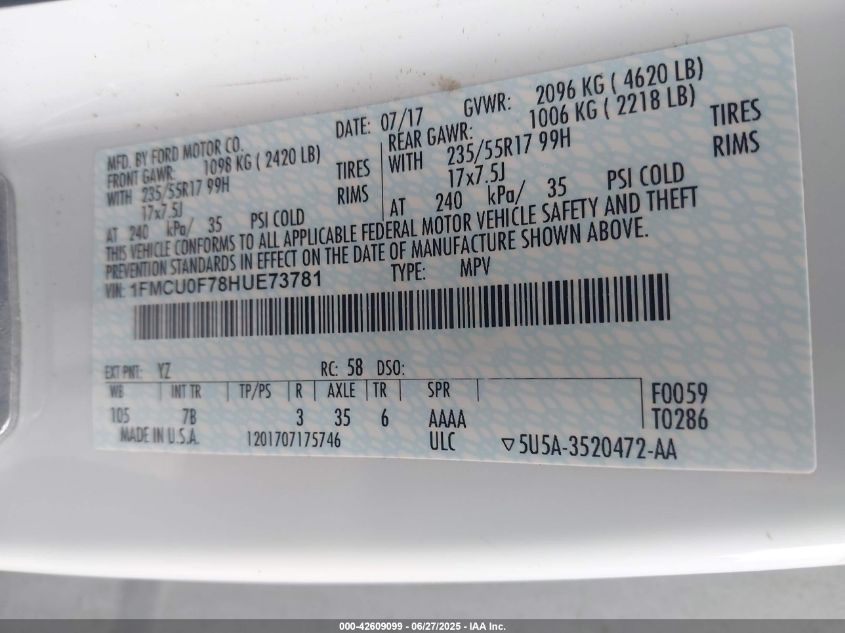 MFD. BY FORD MOTOR CO.
DATE: 07/17 GVWR: 2096 KG ( 4620 LB)
FRONT GAWR: 1098 KG ( 2420 LB)
WITH 235/55R17 99H TIRES
17x7.5J RIMS
AT 240 kPa/ 35 PSI COLD
REAR GAWR: 1006 KG ( 2218 LB)
WITH 235/55R17 99H TIRES
17x7.5J RIMS
AT 240 kPa/ 35 PSI COLD
THIS VEHICLE CONFORMS TO ALL APPLICABLE FEDERAL MOTOR VEHICLE SAFETY AND THEFT
PREVENTION STANDARDS IN EFFECT ON THE DATE OF MANUFACTURE SHOWN ABOVE.
VIN: 1FMCU0F78HUE73781 TYPE: MPV
EXT PNT: YZ RC: 58 DSO:
WB INT TR TP/PS R AXLE TR SPR
105 7B 3 35 6 AAAA
F0059
T0286
MADE IN U.S.A. 1201707175746 ULC ▽5U5A-3520472-AA
000-42609099 - 06/27/2025 - IAA Inc.